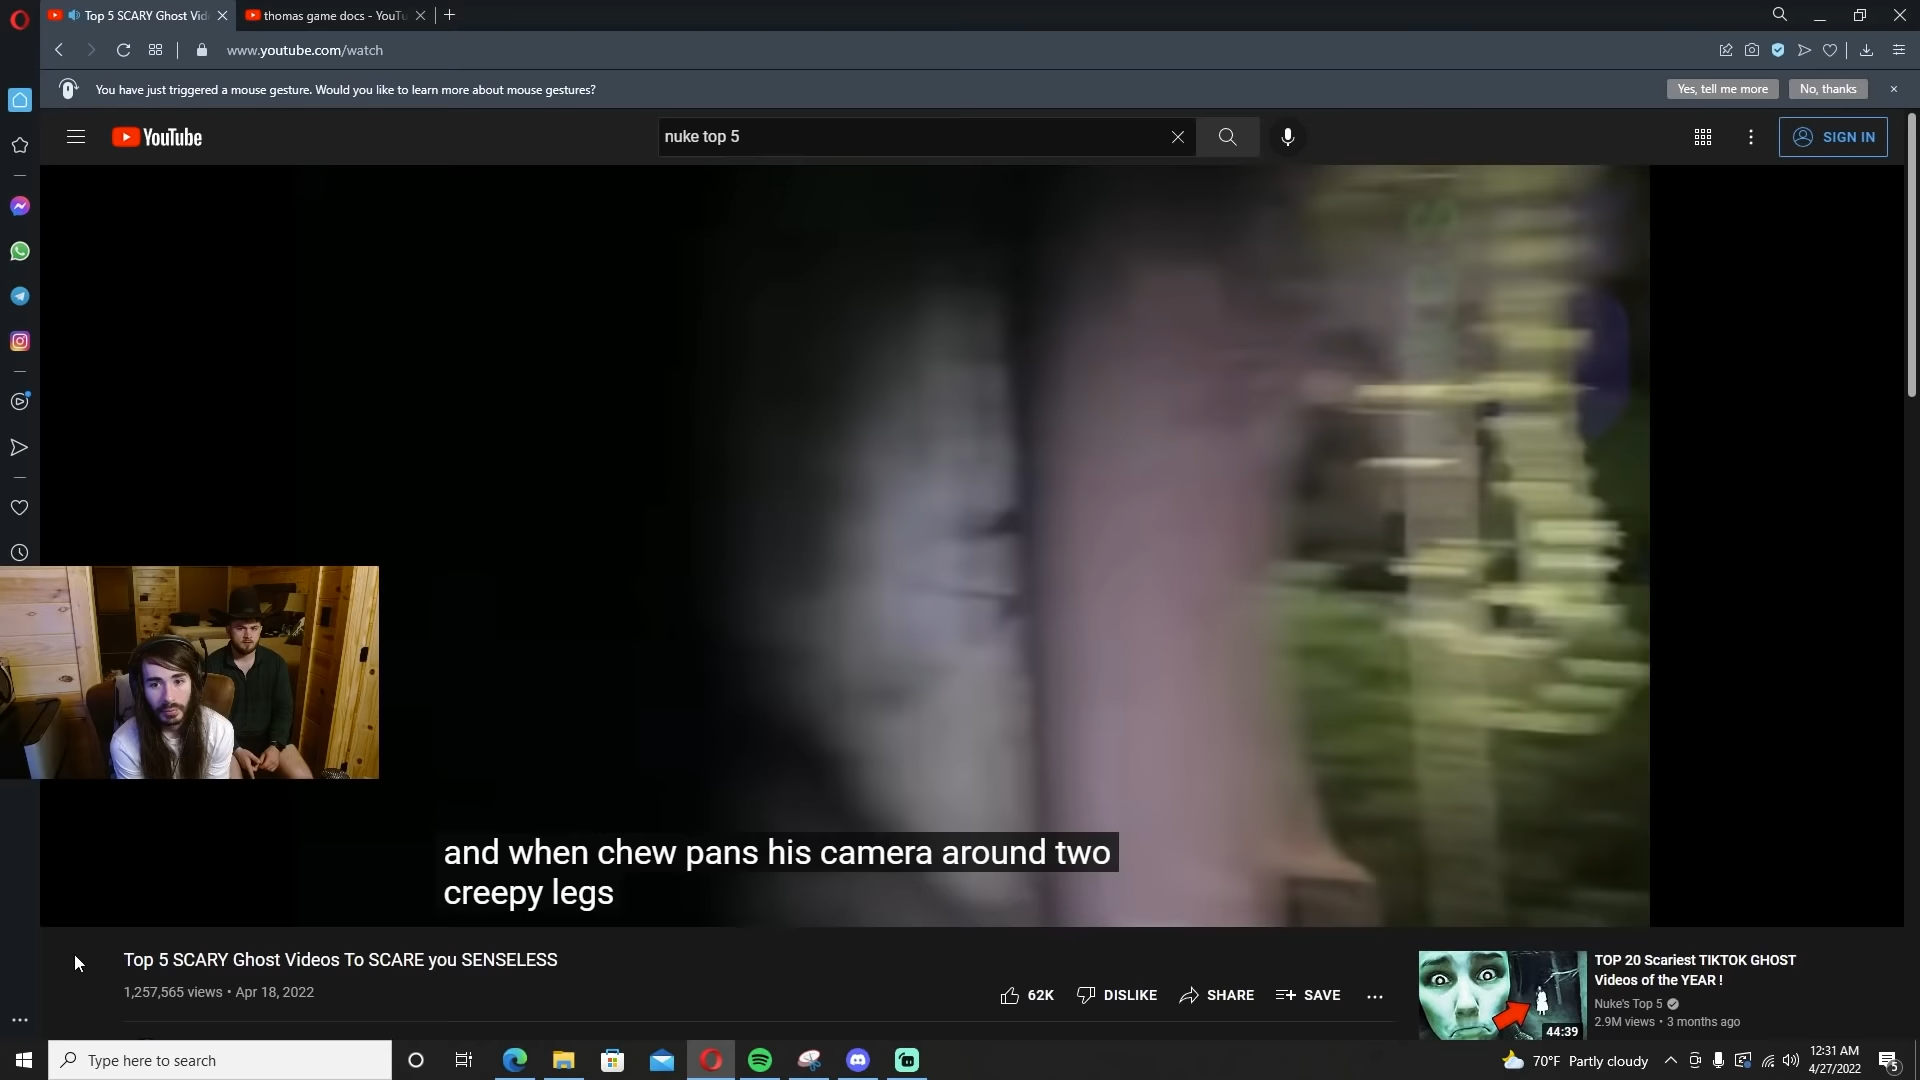 Top 5 SCARY Ghost Vid
thomas game docs - YouTu
www.youtube.com/watch
You have just triggered a mouse gesture. Would you like to learn more about mouse gestures?
Yes, tell me more
No, thanks
YouTube
nuke top 5
SIGN IN
and when chew pans his camera around two
creepy legs
Top 5 SCARY Ghost Videos To SCARE you SENSELESS
1,257,565 views • Apr 18, 2022
62K
DISLIKE
SHARE
SAVE
44:39
TOP 20 Scariest TIKTOK GHOST
Videos of the YEAR !
Nuke's Top 5
2.9M views • 3 months ago
Type here to search
70°F Partly cloudy
12:31 AM
4/27/2022
5